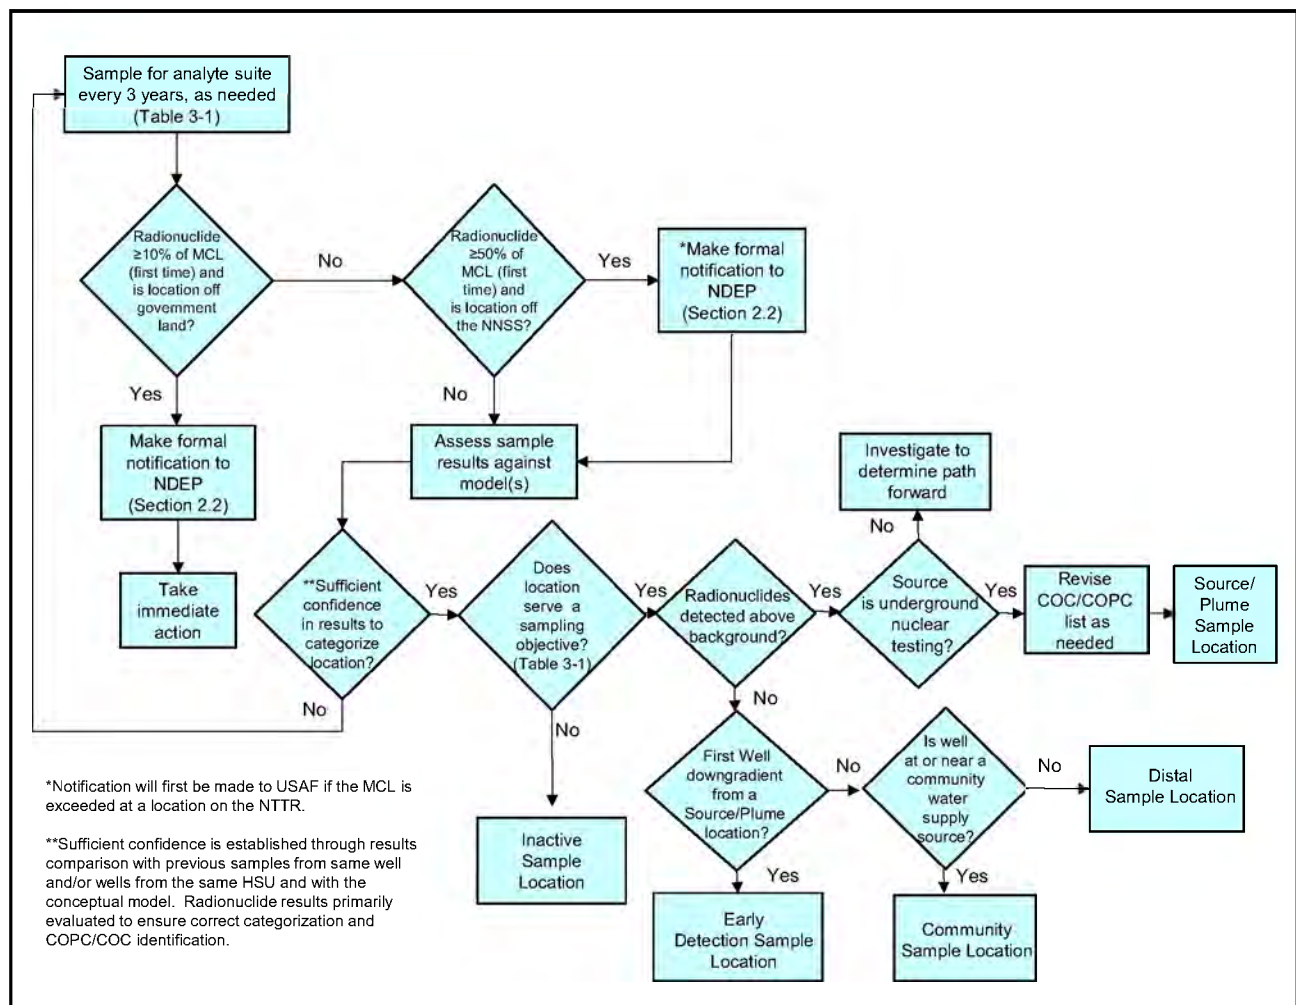 Sample for analyte suite
every 3 years, as needed
(Table 3-1)
Radionuclide
≥10% of MCL
(first time) and
is location off
government
land?
No
Radionuclide
≥50% of
MCL (first
time) and
is location off
the NNSS?
Yes
*Make formal
notification to
NDEP
(Section 2.2)
Yes
Make formal
notification to
NDEP
(Section 2.2)
Take
immediate
action
No
Assess sample
results against
model(s)
**Sufficient
confidence
in results to
categorize
location?
No
Yes
Does
location
serve a
sampling
objective?
(Table 3-1)
No
Inactive
Sample
Location
Yes
Radionuclides
detected above
background?
Yes
Source
is underground
nuclear
testing?
No
Investigate to
determine path
forward
Yes
Revise
COC/COPC
list as
needed
Source/
Plume
Sample
Location
No
First Well
downgradient
from a
Source/Plume
location?
Yes
Early
Detection Sample
Location
No
Is well
at or near a
community
water
supply
source?
Yes
Community
Sample Location
No
Distal
Sample Location
*Notification will first be made to USAF if the MCL is
exceeded at a location on the NTTR.
**Sufficient confidence is established through results
comparison with previous samples from same well
and/or wells from the same HSU and with the
conceptual model.  Radionuclide results primarily
evaluated to ensure correct categorization and
COPC/COC identification.